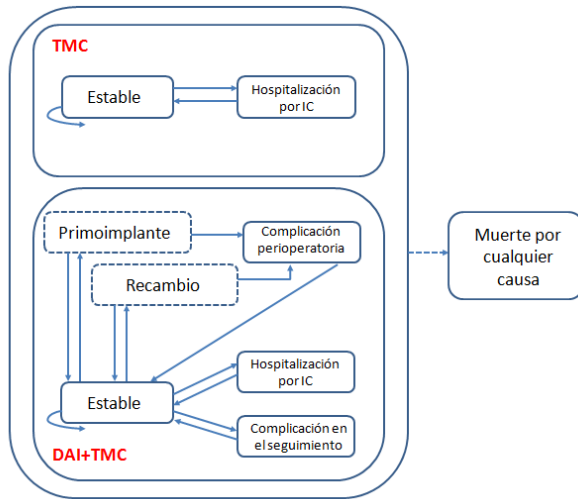 TMC
Estable
Hospitalización
por IC
Primoimplante
Complicación
perioperatoria
Recambio
Muerte por
cualquier
causa
Hospitalización
por IC
Estable
Complicación en
el seguimiento
DAI+TMC